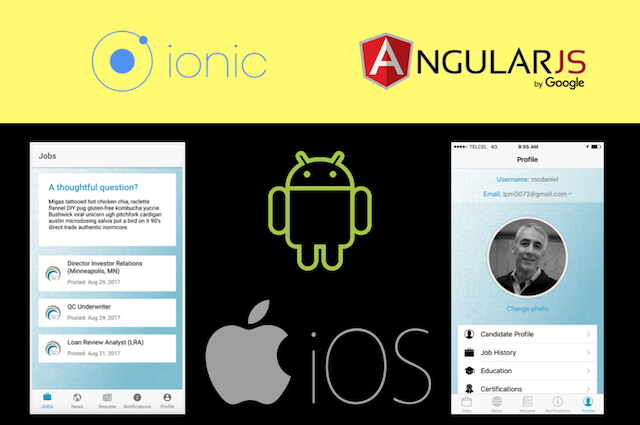 ionic
ANGULARJS
by Google
Jobs
A thoughtful question?
Migas tattooed hot chicken chia, raclette
flannel DIY pug gluten-free kombucha yuccie.
Bushwick viral unicorn ugh pitchfork cardigan
austin microdosing salvia put a bird on it 90's
direct trade authentic normcore.
Director Investor Relations
(Minneapolis, MN)
Posted: Aug 29, 2017
QC Underwriter
Posted: Aug 29, 2017
Loan Review Analyst (LRA)
Posted: Aug 21, 2017
Jobs News Resume Notifications Profile
iOS
TELCEL 4G 9:55 AM
Profile
Username: mcdaniel
Email: lpm0073@gmail.com
Change photo
Candidate Profile
Job History
Education
Certifications
Jobs News Resume Notifications Profile